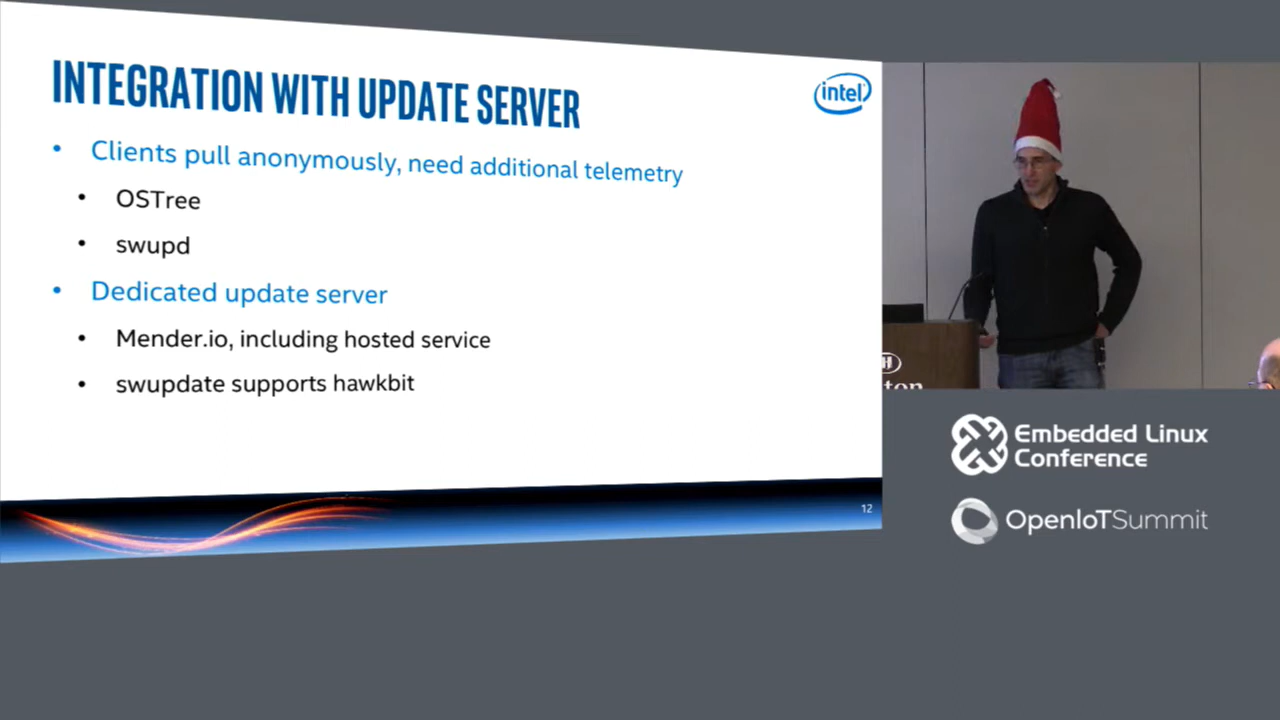 INTEGRATION WITH UPDATE SERVER
intel
• Clients pull anonymously, need additional telemetry
• OSTree
• swupd
• Dedicated update server
• Mender.io, including hosted service
• swupdate supports hawkbit
12
H
ton
Embedded Linux
Conference
OpenIoTSummit